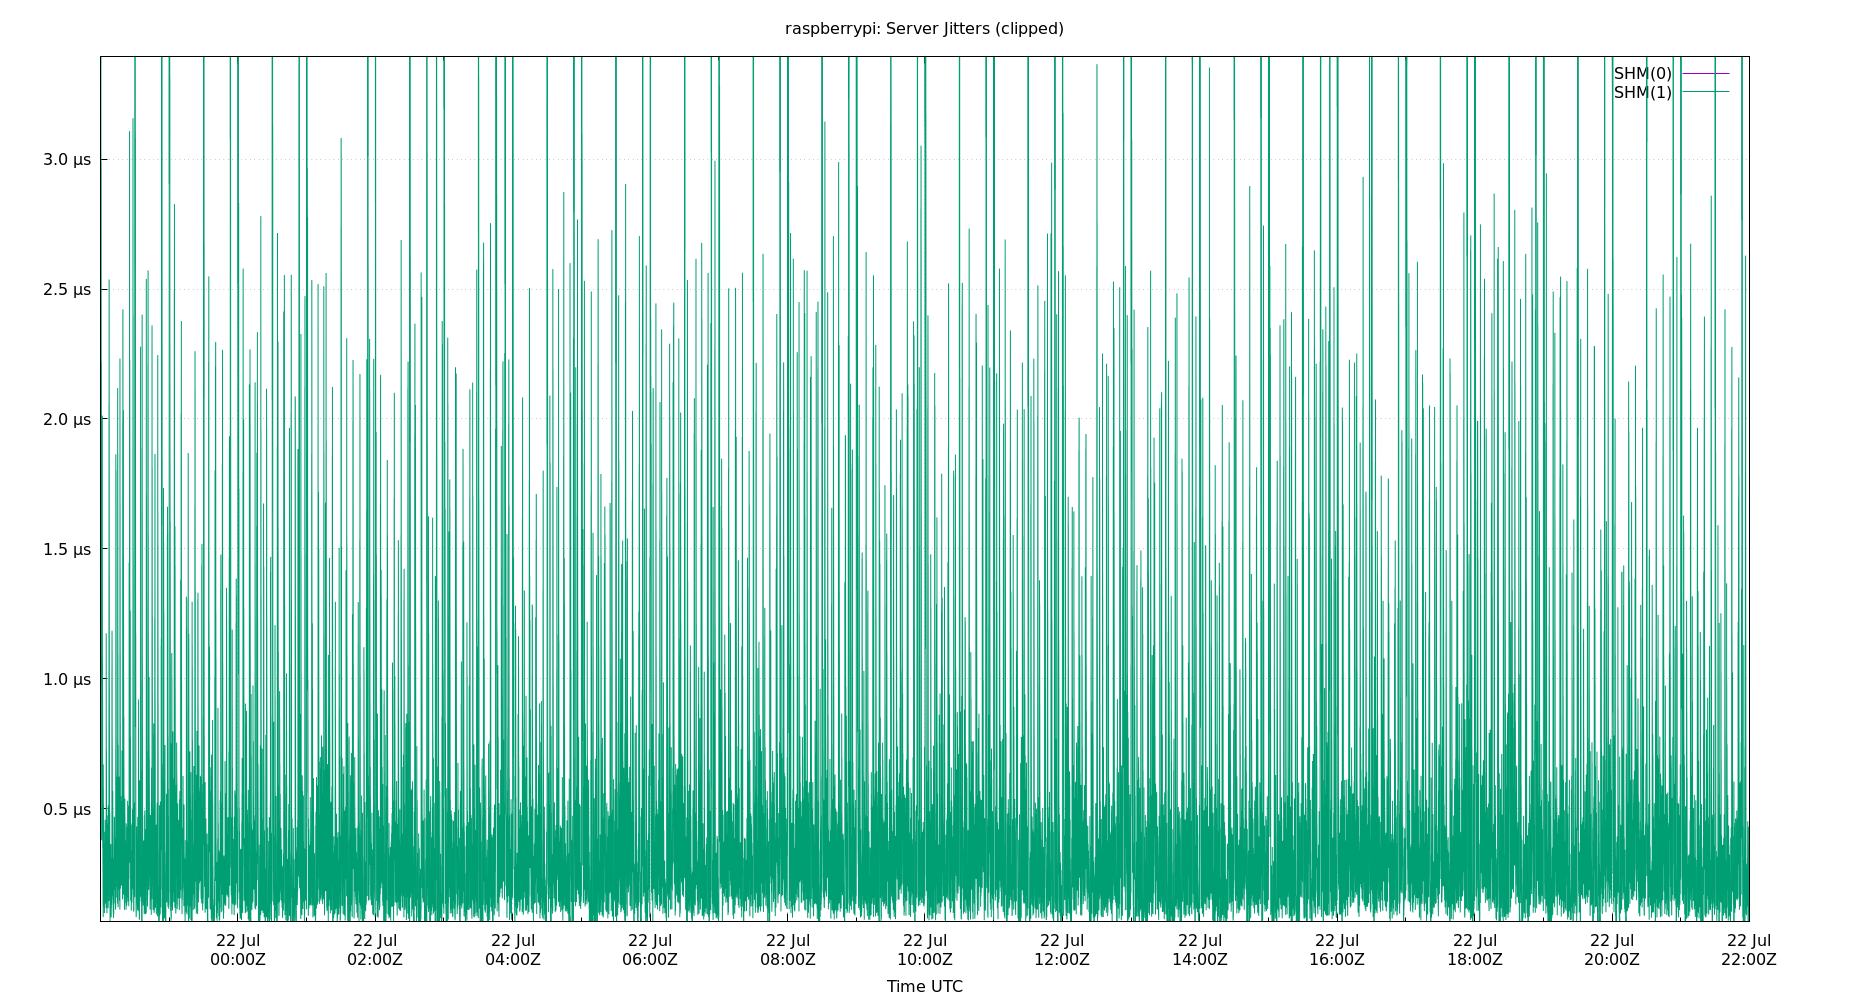 raspberrypi: Server Jitters (clipped)
SHM(0)
SHM(1)
3.0 µs
2.5 µs
2.0 µs
1.5 µs
1.0 µs
0.5 µs
22 Jul 22 Jul 22 Jul 22 Jul 22 Jul 22 Jul 22 Jul 22 Jul 22 Jul 22 Jul 22 Jul 22 Jul
00:00Z 02:00Z 04:00Z 06:00Z 08:00Z 10:00Z 12:00Z 14:00Z 16:00Z 18:00Z 20:00Z 22:00Z
Time UTC